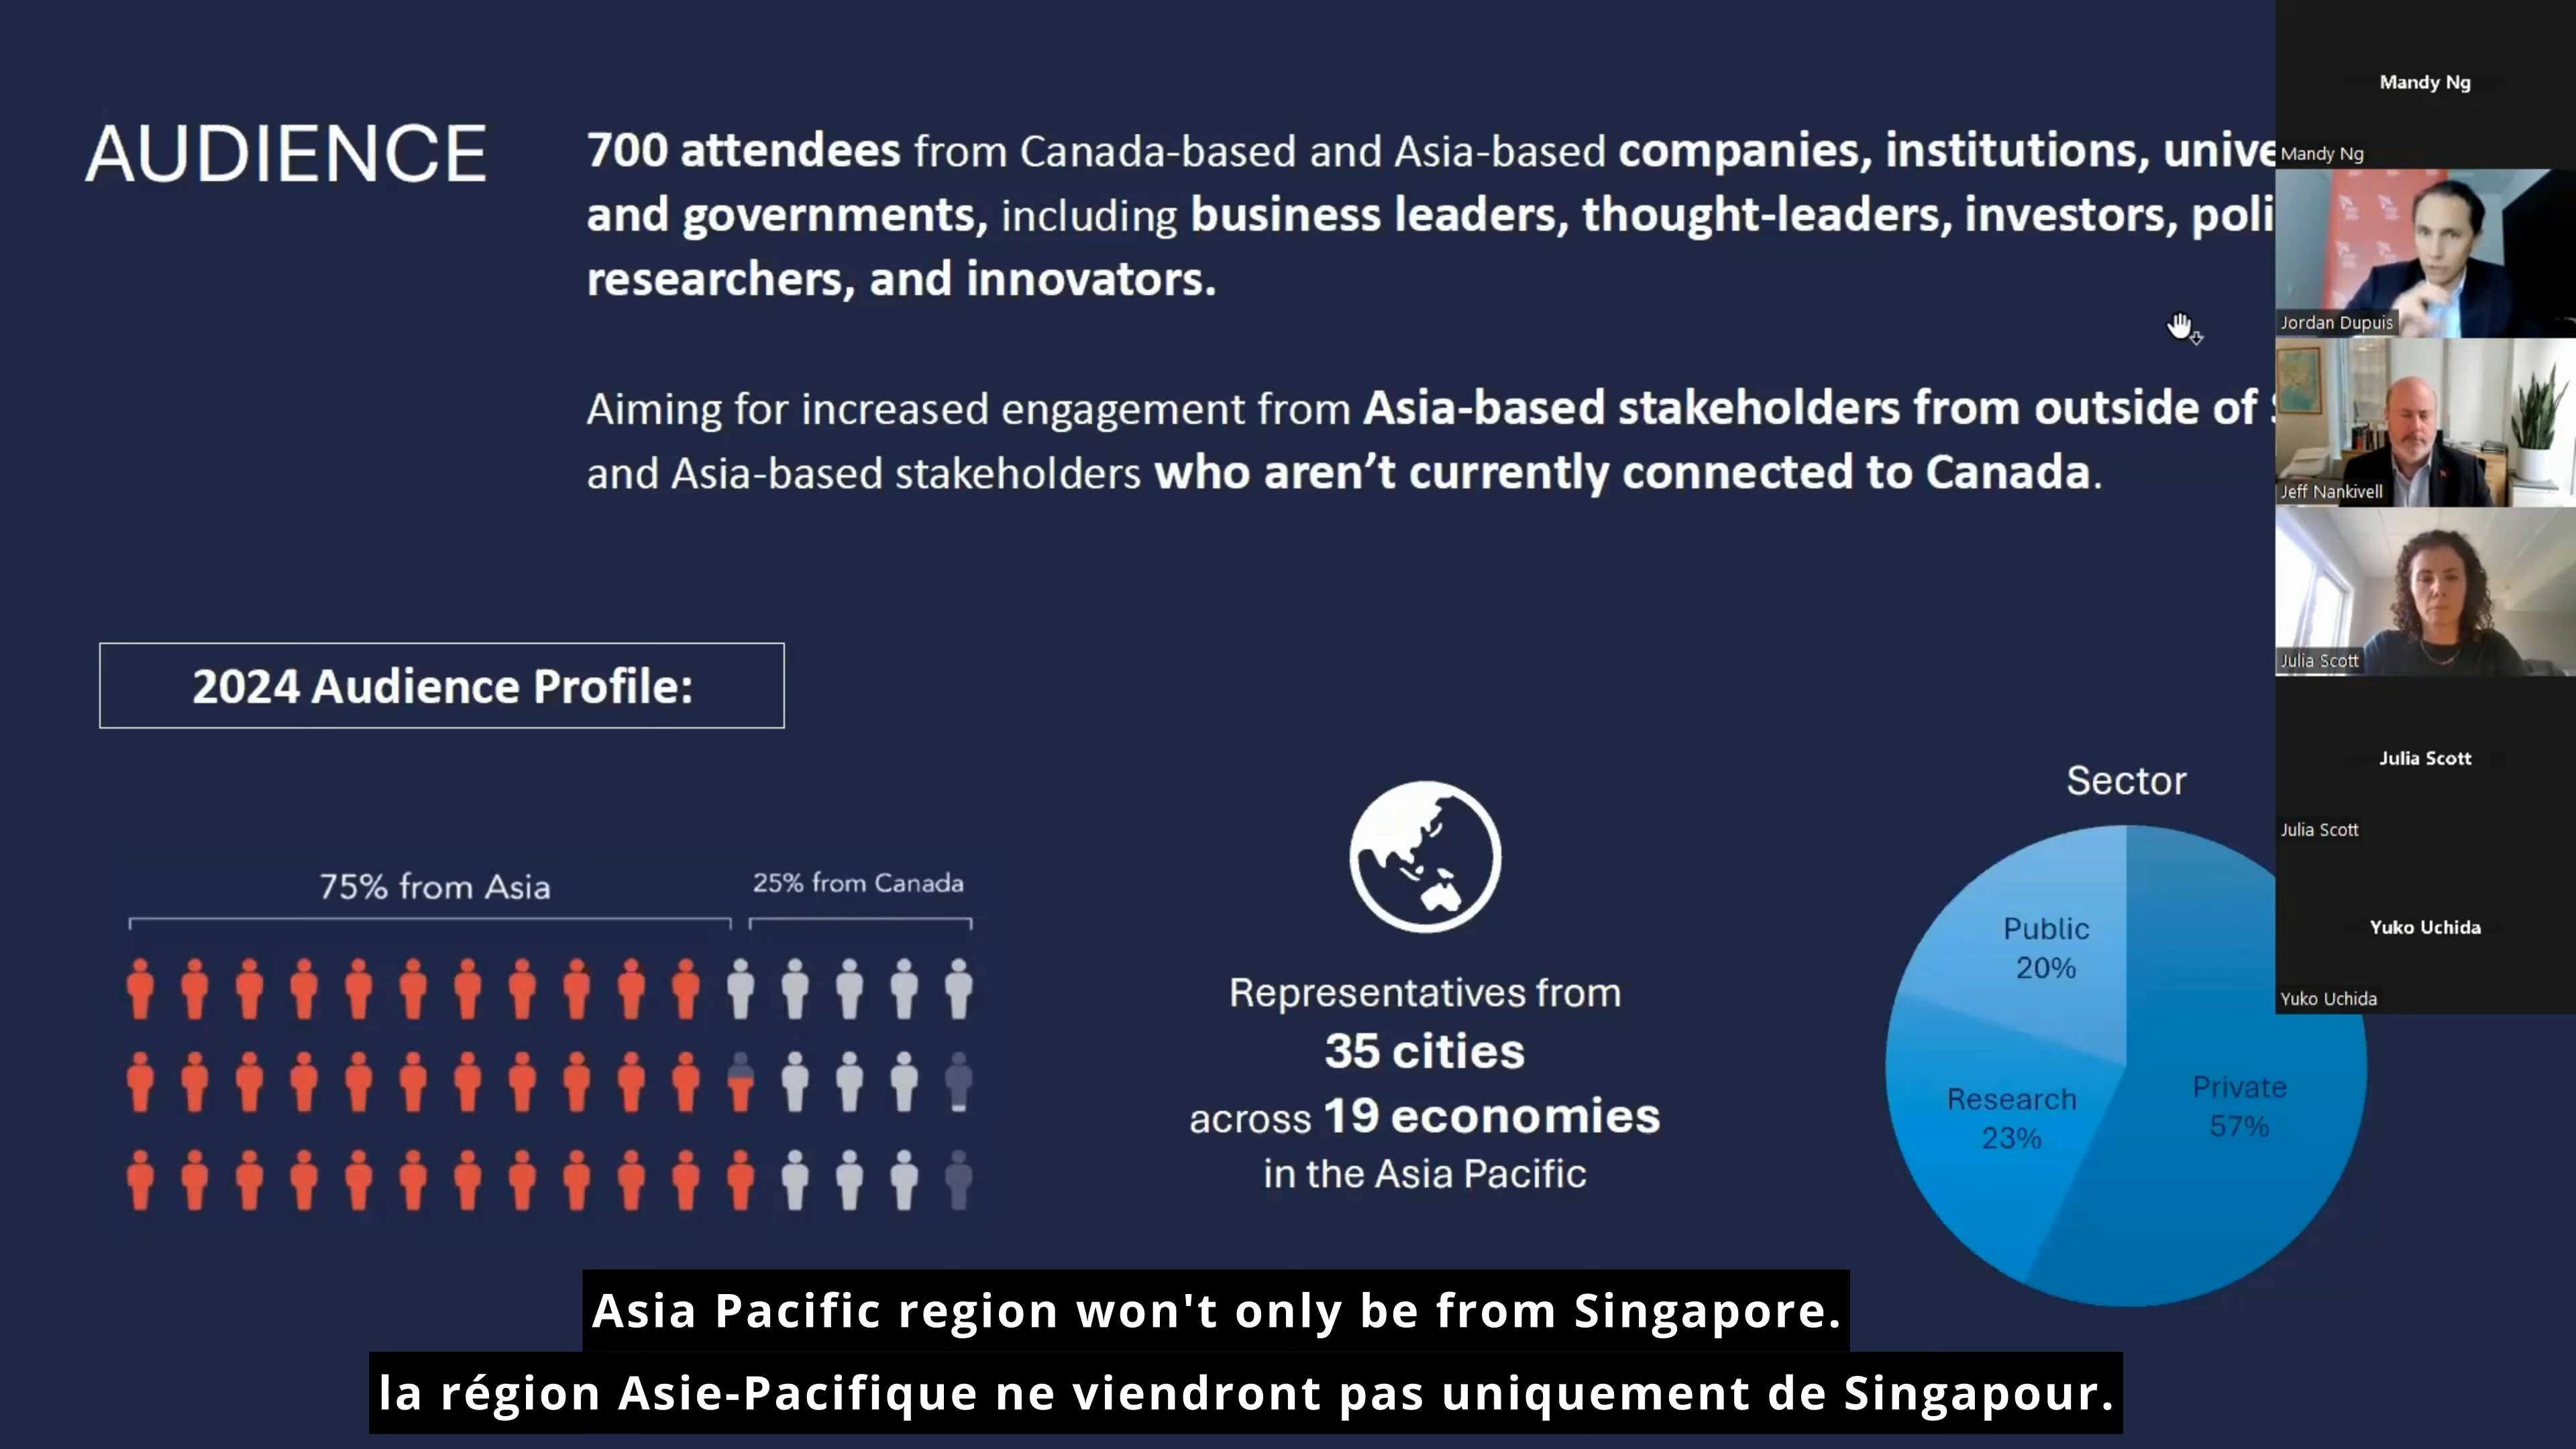 AUDIENCE
700 attendees from Canada-based and Asia-based companies, institutions,
and governments, including business leaders, thought-leaders, investors,
researchers, and innovators.
Aiming for increased engagement from Asia-based stakeholders from outside of
and Asia-based stakeholders who aren’t currently connected to Canada.
2024 Audience Profile:
75% from Asia
25% from Canada
Representatives from
35 cities
across 19 economies
in the Asia Pacific
Sector
Public
20%
Research
23%
Private
57%
Mandy Ng
Mandy Ng
Jordan Dupuis
Jeff Nankivell
Julia Scott
Julia Scott
Julia Scott
Yuko Uchida
Yuko Uchida
Asia Pacific region won't only be from Singapore.
la région Asie-Pacifique ne viendront pas uniquement de Singapour.